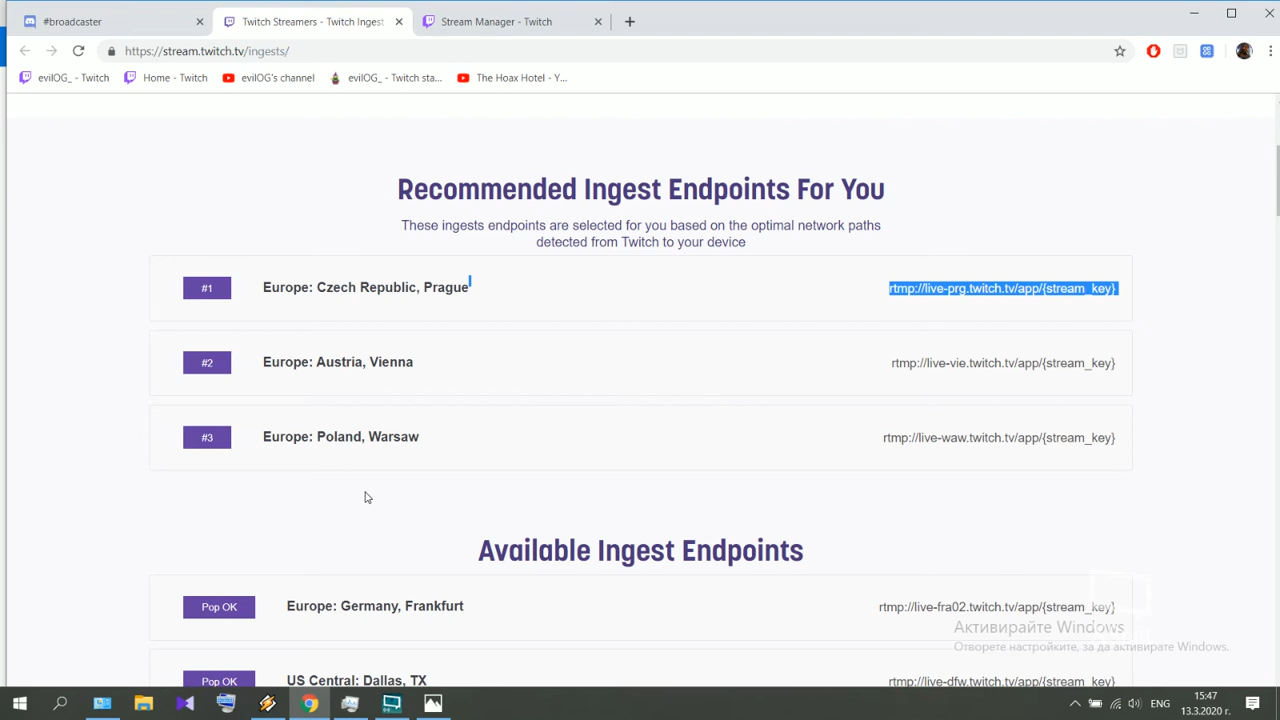 #broadcaster
Twitch Streamers - Twitch Ingest
Stream Manager - Twitch
https://stream.twitch.tv/ingests/
evilOG_ - Twitch
Home - Twitch
evilOG's channel
evilOG_ - Twitch sta...
The Hoax Hotel - Y...
Recommended Ingest Endpoints For You
These ingests endpoints are selected for you based on the optimal network paths
detected from Twitch to your device
#1 Europe: Czech Republic, Prague rtmp://live-prg.twitch.tv/app/{stream_key}
#2 Europe: Austria, Vienna rtmp://live-vie.twitch.tv/app/{stream_key}
#3 Europe: Poland, Warsaw rtmp://live-waw.twitch.tv/app/{stream_key}
Available Ingest Endpoints
Pop OK Europe: Germany, Frankfurt rtmp://live-fra02.twitch.tv/app/{stream_key}
Активирайте Windows
Отворете настройките, за да активирате Windows.
Pop OK US Central: Dallas, TX rtmp://live-dfw.twitch.tv/app/{stream_key}
ENG
15:47
13.3.2020 г.